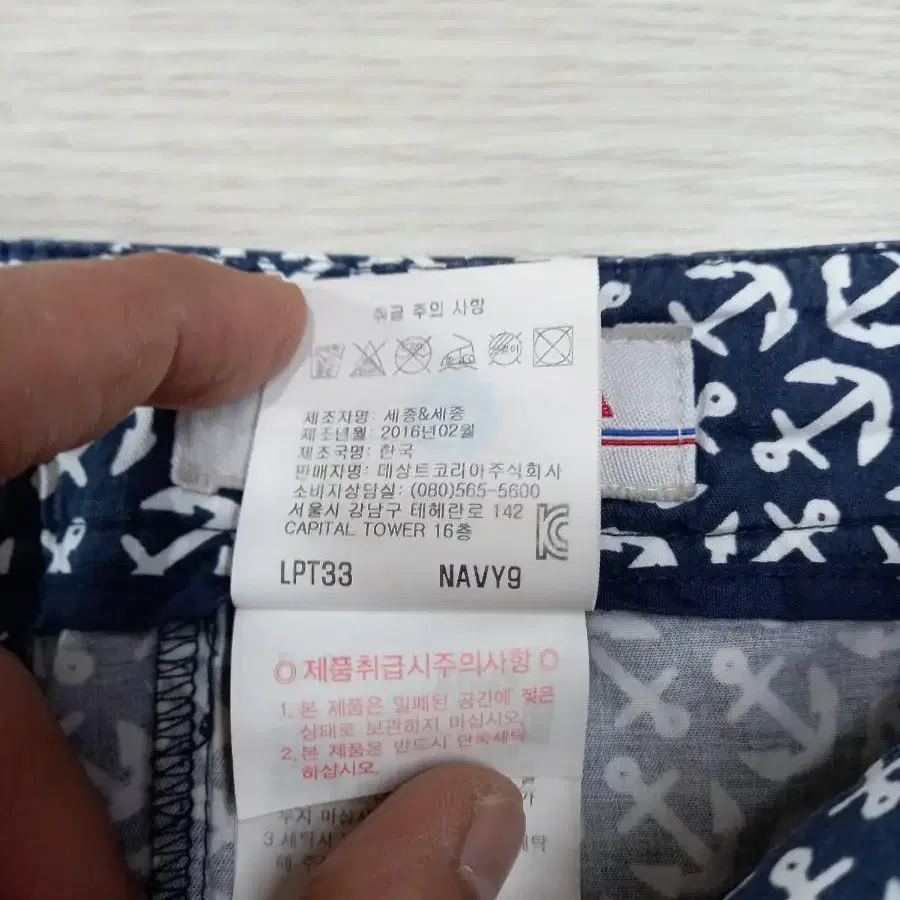 취급 주의 사항
제조자명: 세종&세종
제조년월: 2016년02월
제조국명: 한국
판매자명: 데상트코리아주식회사
소비자상담실: (080)565-5600
서울시 강남구 테헤란로 142
CAPITAL TOWER 16층
LPT33 NAVY9
◎ 제품취급시주의사항 ◎
1. 본 제품은 밀폐된 공간에 젖은
상태로 보관하지 마십시오.
2. 본 제품은 반드시 단독세탁
하십시오.
3 세탁시